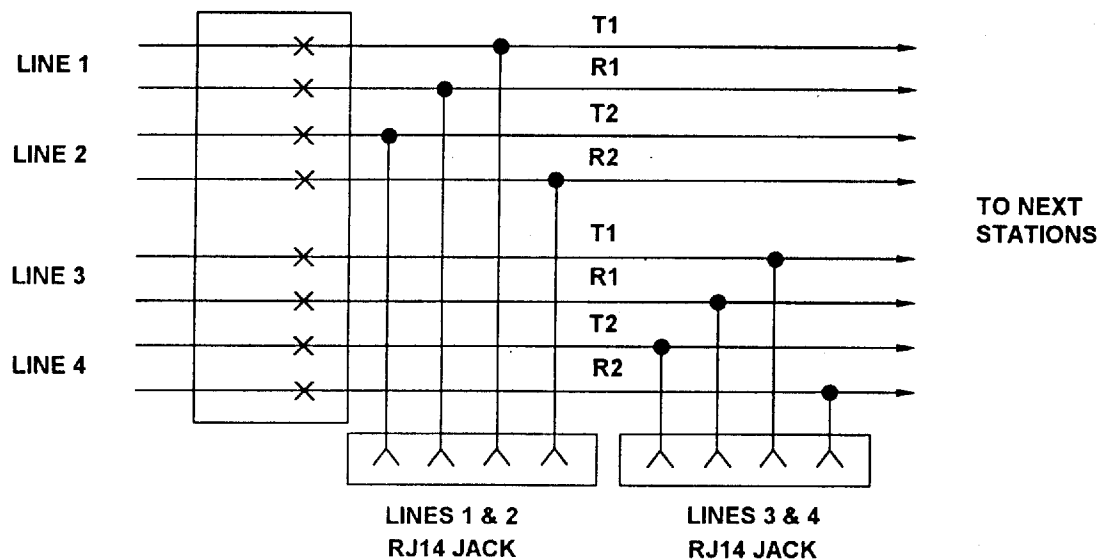 T1
LINE 1
R1
T2
LINE 2
R2
TO NEXT
STATIONS
T1
LINE 3
R1
T2
LINE 4
R2
LINES 1 & 2
RJ14 JACK
LINES 3 & 4
RJ14 JACK